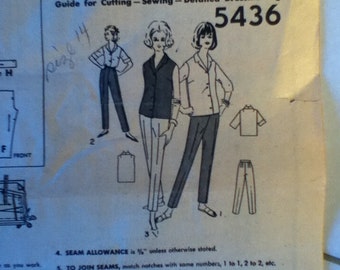 Guide for Cutting — Sewing — Detailed
5436
size 14
H
F
FRONT
2
3
4. SEAM ALLOWANCE is ⅝" unless otherwise stated.
5. TO JOIN SEAMS, match notches with same numbers, 1 to 1, 2 to 2, etc.
as you work.